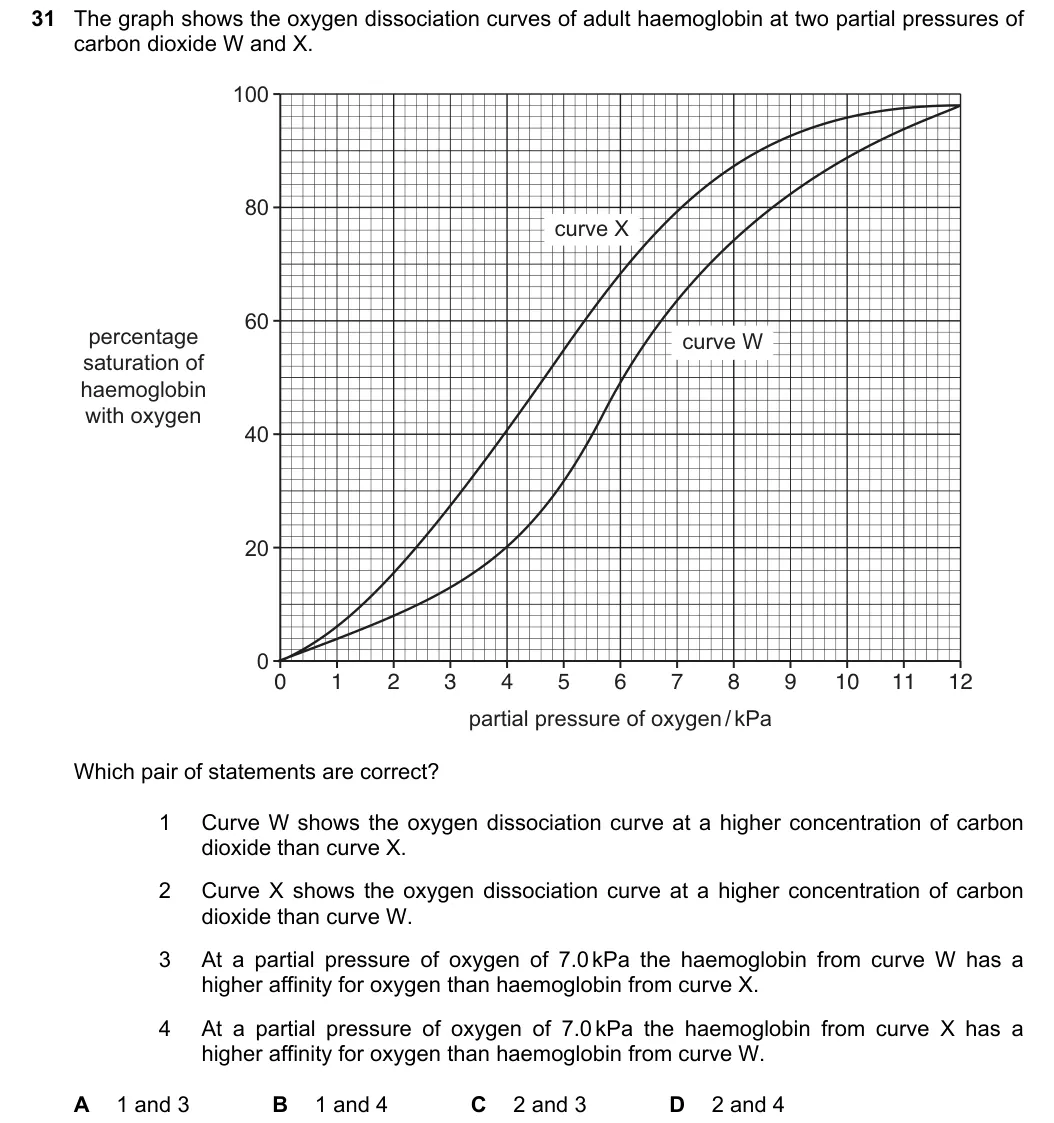 31 The graph shows the oxygen dissociation curves of adult haemoglobin at two partial pressures of
carbon dioxide W and X.
100
80
60
40
20
0
percentage
saturation of
haemoglobin
with oxygen
curve X
curve W
0 1 2 3 4 5 6 7 8 9 10 11 12
partial pressure of oxygen / kPa
Which pair of statements are correct?
1 Curve W shows the oxygen dissociation curve at a higher concentration of carbon
dioxide than curve X.
2 Curve X shows the oxygen dissociation curve at a higher concentration of carbon
dioxide than curve W.
3 At a partial pressure of oxygen of 7.0 kPa the haemoglobin from curve W has a
higher affinity for oxygen than haemoglobin from curve X.
4 At a partial pressure of oxygen of 7.0 kPa the haemoglobin from curve X has a
higher affinity for oxygen than haemoglobin from curve W.
A 1 and 3 B 1 and 4 C 2 and 3 D 2 and 4